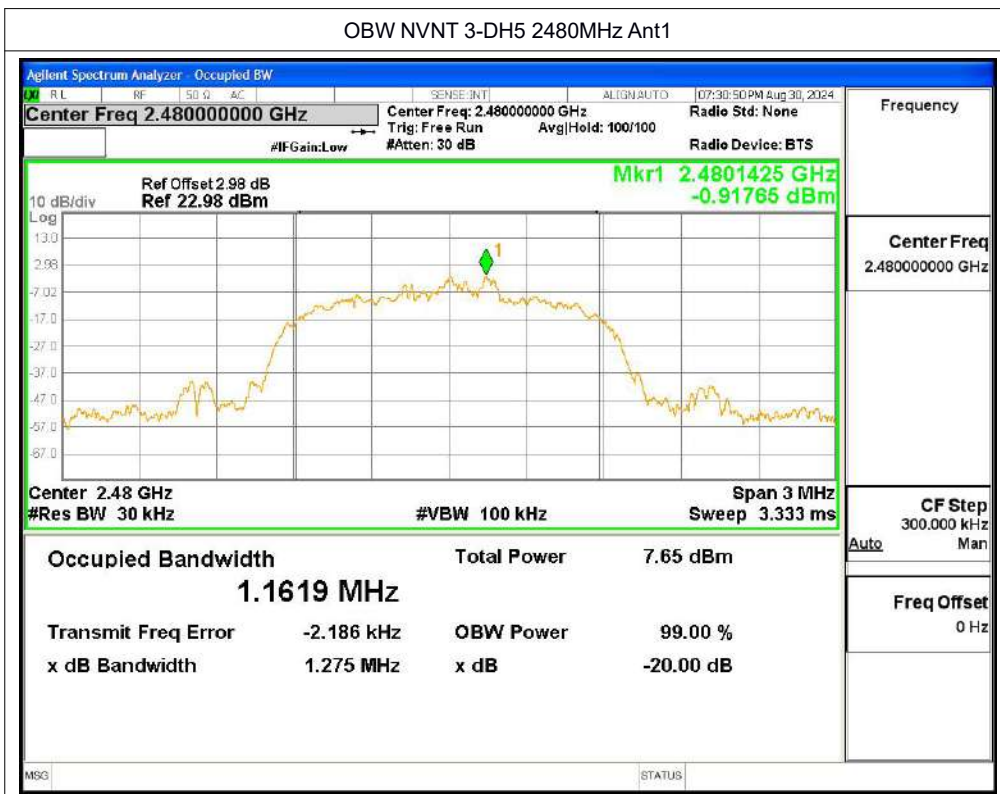 OBW NVNT 3-DH5 2480MHz Ant1
Agilent Spectrum Analyzer - Occupied BW
LXI RL RF 50 Ω AC SENSE:INT ALIGN AUTO 07:30:50 PM Aug 30, 2024
Center Freq 2.480000000 GHz
Center Freq: 2.480000000 GHz Radio Std: None
Trig: Free Run Avg|Hold: 100/100
#IFGain:Low #Atten: 30 dB Radio Device: BTS
Frequency
Mkr1 2.4801425 GHz
-0.91765 dBm
Ref Offset 2.98 dB
10 dB/div Ref 22.98 dBm
Log
13.0
2.98
-7.02
-17.0
-27.0
-37.0
-47.0
-57.0
-67.0
1
Center 2.48 GHz Span 3 MHz
#Res BW 30 kHz #VBW 100 kHz Sweep 3.333 ms
Occupied Bandwidth Total Power 7.65 dBm
1.1619 MHz
Transmit Freq Error -2.186 kHz OBW Power 99.00 %
x dB Bandwidth 1.275 MHz x dB -20.00 dB
Center Freq
2.480000000 GHz
CF Step
300.000 kHz
Auto Man
Freq Offset
0 Hz
MSG STATUS